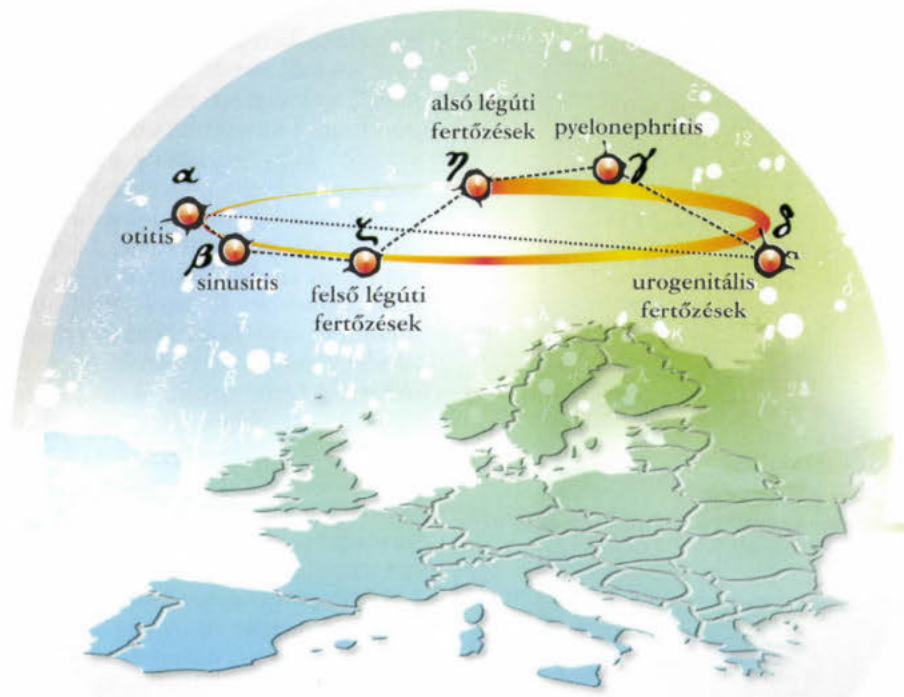 alsó légúti
fertőzések
pyelonephritis
α
η
γ
otitis
β
ζ
δ
sinusitis
felső légúti
fertőzések
urogenitális
fertőzések